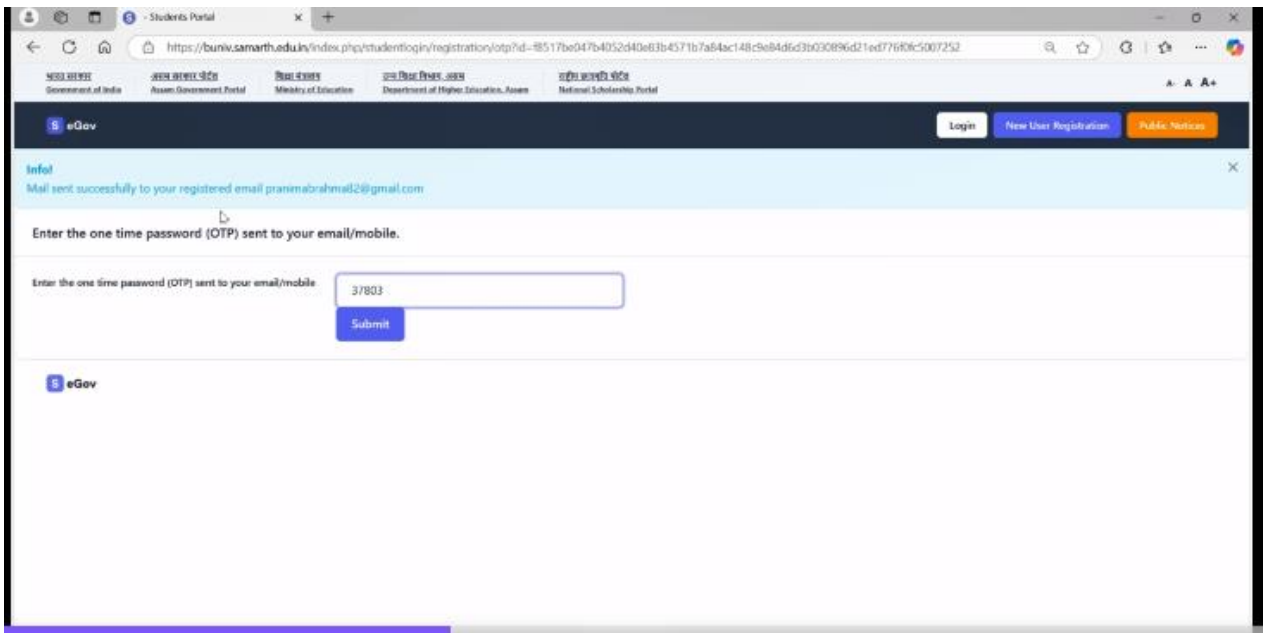 - Students Portal
https://buniv.samarth.edu.in/index.php/studentlogin/registration/otp?id=
भारत सरकार
Government of India
असम सरकार पोर्टल
Assam Government Portal
शिक्षा मंत्रालय
Ministry of Education
उच्च शिक्षा विभाग, असम
Department of Higher Education, Assam
राष्ट्रीय छात्रवृत्ति पोर्टल
National Scholarship Portal
A- A A+
S eGov
Login
New User Registration
Public Notices
Info!
Mail sent successfully to your registered email
Enter the one time password (OTP) sent to your email/mobile.
Enter the one time password (OTP) sent to your email/mobile
37803
Submit
S eGov